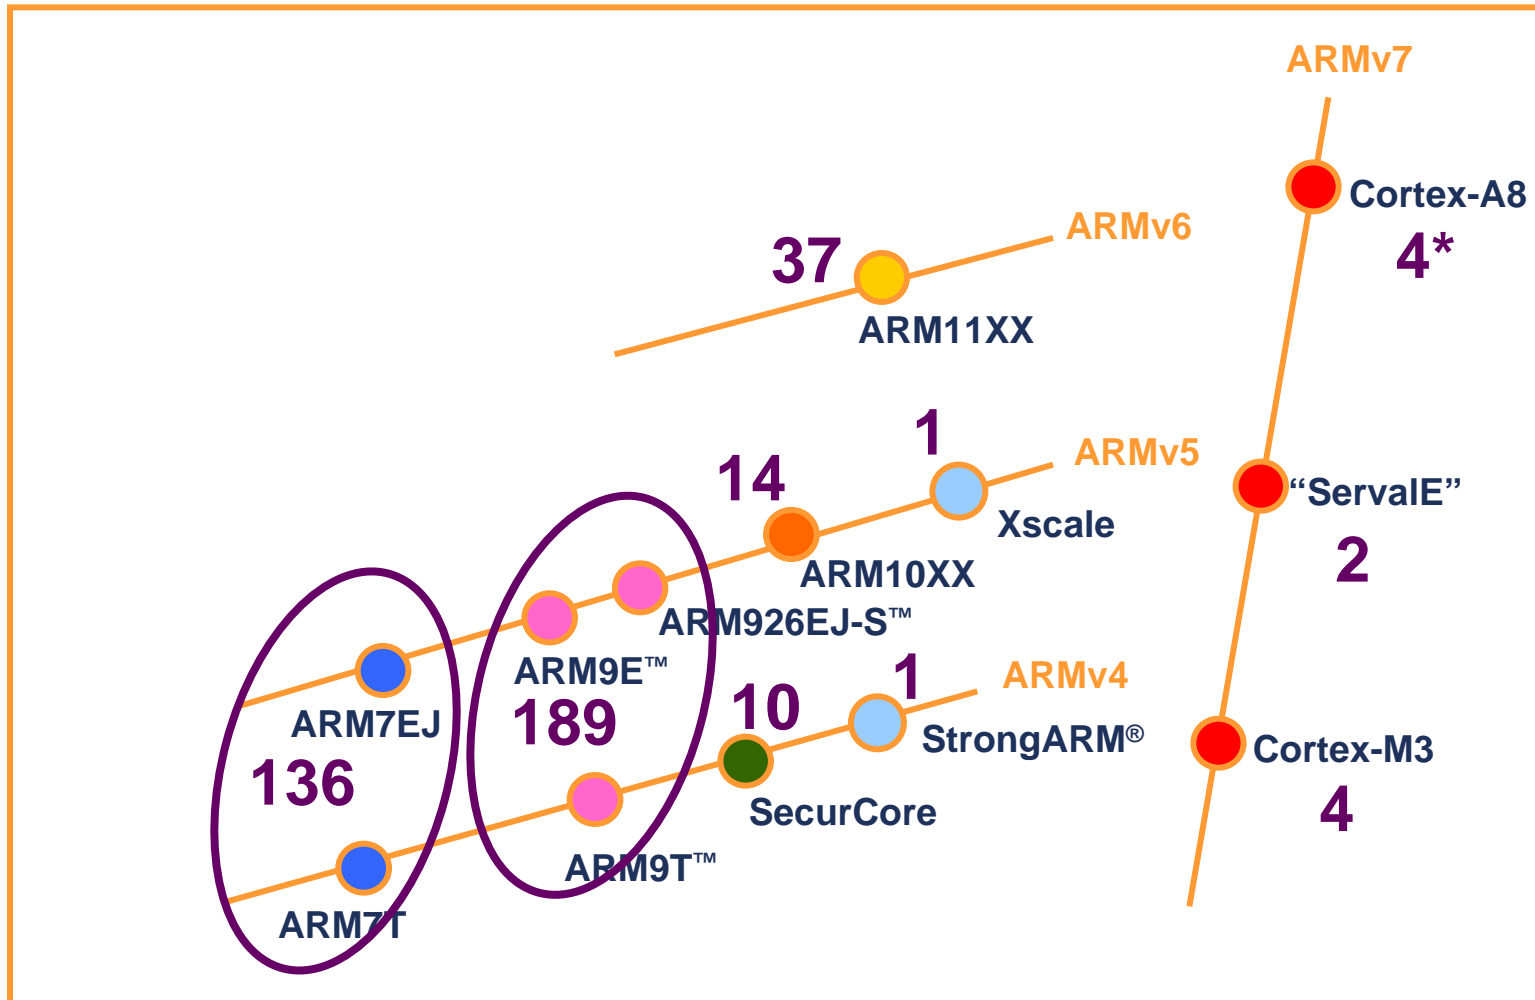 ARMv7
Cortex-A8
4*
ARMv6
37
ARM11XX
1
ARMv5
14
Xscale
“ServalE”
2
ARM10XX
ARM926EJ-S™
ARM9E™
ARM7EJ
189
136
ARMv4
1
10
StrongARM®
SecurCore
Cortex-M3
4
ARM9T™
ARM7T